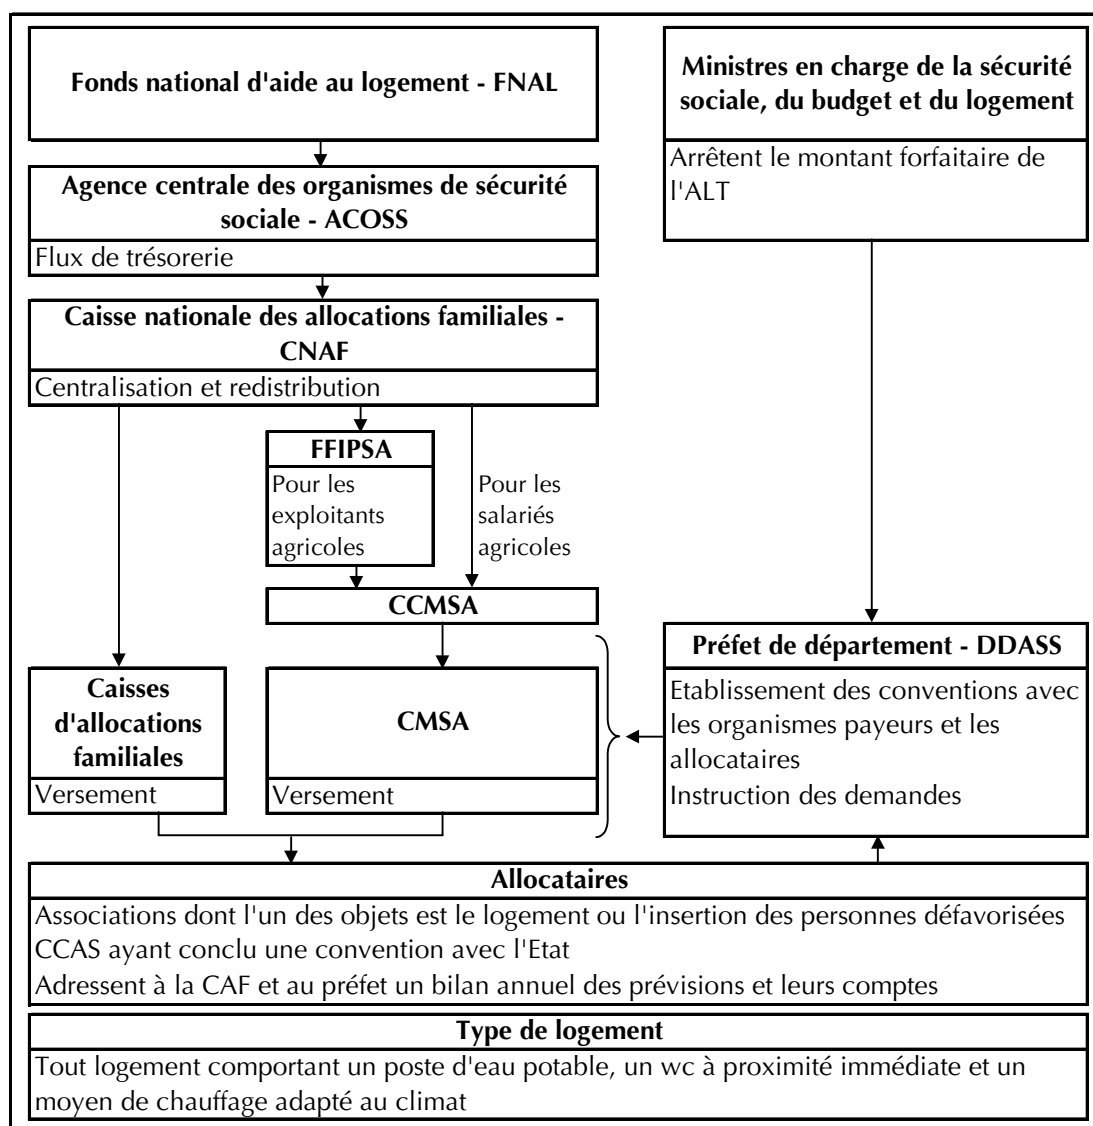 Fonds national d'aide au logement - FNAL
Ministres en charge de la sécurité
sociale, du budget et du logement
Arrêtent le montant forfaitaire de
l'ALT
Agence centrale des organismes de sécurité
sociale - ACOSS
Flux de trésorerie
Caisse nationale des allocations familiales -
CNAF
Centralisation et redistribution
FFIPSA
Pour les
exploitants
agricoles
Pour les
salariés
agricoles
CCMSA
Préfet de département - DDASS
Etablissement des conventions avec
les organismes payeurs et les
allocataires
Instruction des demandes
Caisses
d'allocations
familiales
Versement
CMSA
Versement
Allocataires
Associations dont l'un des objets est le logement ou l'insertion des personnes défavorisées
CCAS ayant conclu une convention avec l'Etat
Adressent à la CAF et au préfet un bilan annuel des prévisions et leurs comptes
Type de logement
Tout logement comportant un poste d'eau potable, un wc à proximité immédiate et un
moyen de chauffage adapté au climat